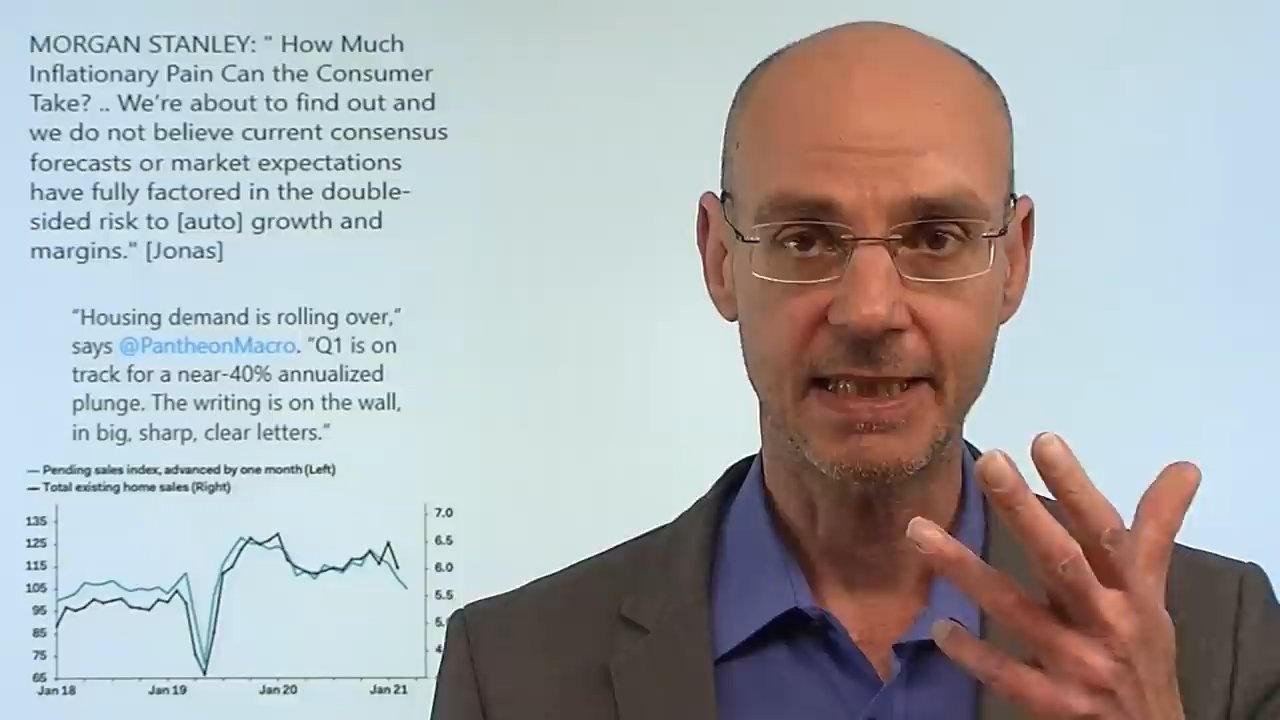 MORGAN STANLEY: " How Much
Inflationary Pain Can the Consumer
Take? .. We're about to find out and
we do not believe current consensus
forecasts or market expectations
have fully factored in the double-
sided risk to [auto] growth and
margins." [Jonas]
"Housing demand is rolling over,"
says @PantheonMacro. "Q1 is on
track for a near-40% annualized
plunge. The writing is on the wall,
in big, sharp, clear letters."
— Pending sales index, advanced by one month (Left)
— Total existing home sales (Right)
135
125
115
105
95
85
75
65
7.0
6.5
6.0
5.5
5.
4
Jan 18 Jan 19 Jan 20 Jan 21